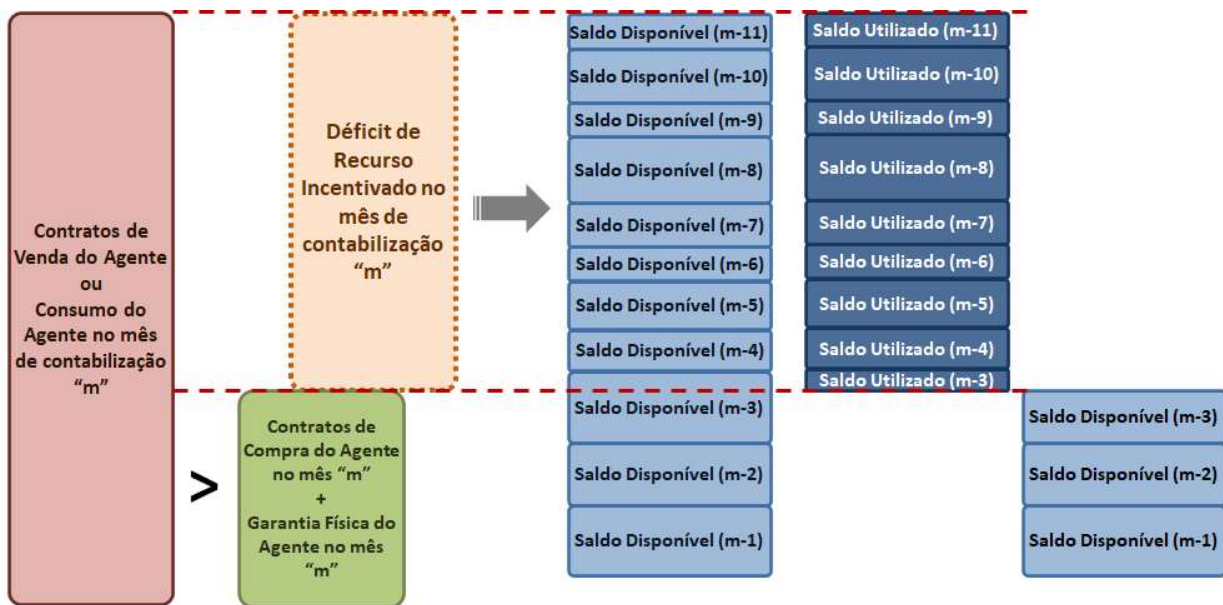 Contratos de
Venda do Agente
ou
Consumo do
Agente no mês
de contabilização
“m”
Déficit de
Recurso
Incentivado no
mês de
contabilização
“m”
>
Contratos de
Compra do Agente
no mês “m”
+
Garantia Física do
Agente no mês
“m”
Saldo Disponível (m-11)
Saldo Disponível (m-10)
Saldo Disponível (m-9)
Saldo Disponível (m-8)
Saldo Disponível (m-7)
Saldo Disponível (m-6)
Saldo Disponível (m-5)
Saldo Disponível (m-4)
Saldo Disponível (m-3)
Saldo Disponível (m-2)
Saldo Disponível (m-1)
Saldo Utilizado (m-11)
Saldo Utilizado (m-10)
Saldo Utilizado (m-9)
Saldo Utilizado (m-8)
Saldo Utilizado (m-7)
Saldo Utilizado (m-6)
Saldo Utilizado (m-5)
Saldo Utilizado (m-4)
Saldo Utilizado (m-3)
Saldo Disponível (m-3)
Saldo Disponível (m-2)
Saldo Disponível (m-1)